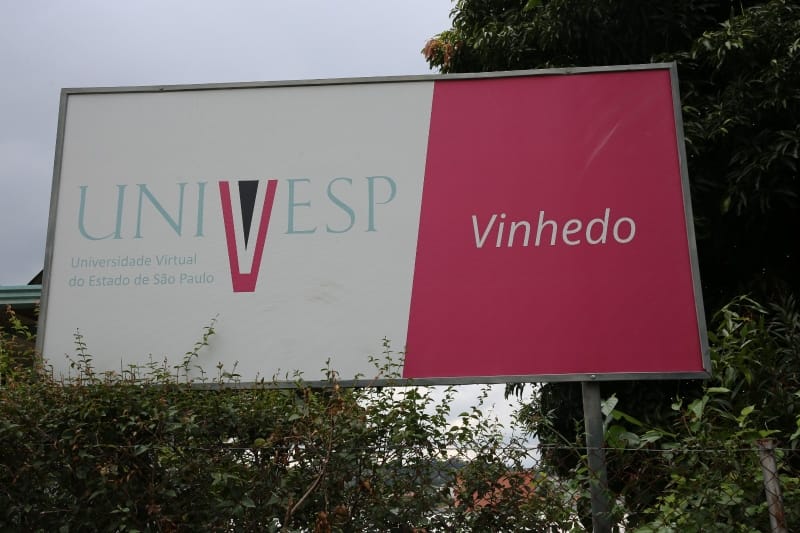 UNIVESP
Universidade Virtual
do Estado de São Paulo
Vinhedo